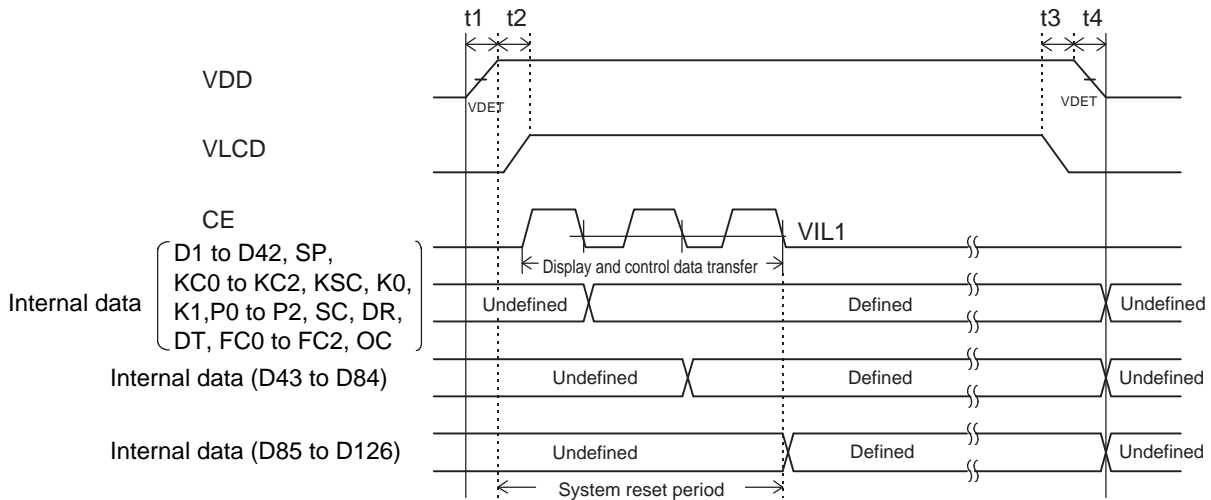 t1 t2 t3 t4
VDD
VDET VDET
VLCD
CE
VIL1
D1 to D42, SP,
Display and control data transfer
KC0 to KC2, KSC, K0,
Internal data K1,P0 to P2, SC, DR, Undefined Defined Undefined
DT, FC0 to FC2, OC
Internal data (D43 to D84) Undefined Defined Undefined
Internal data (D85 to D126) Undefined Defined Undefined
System reset period